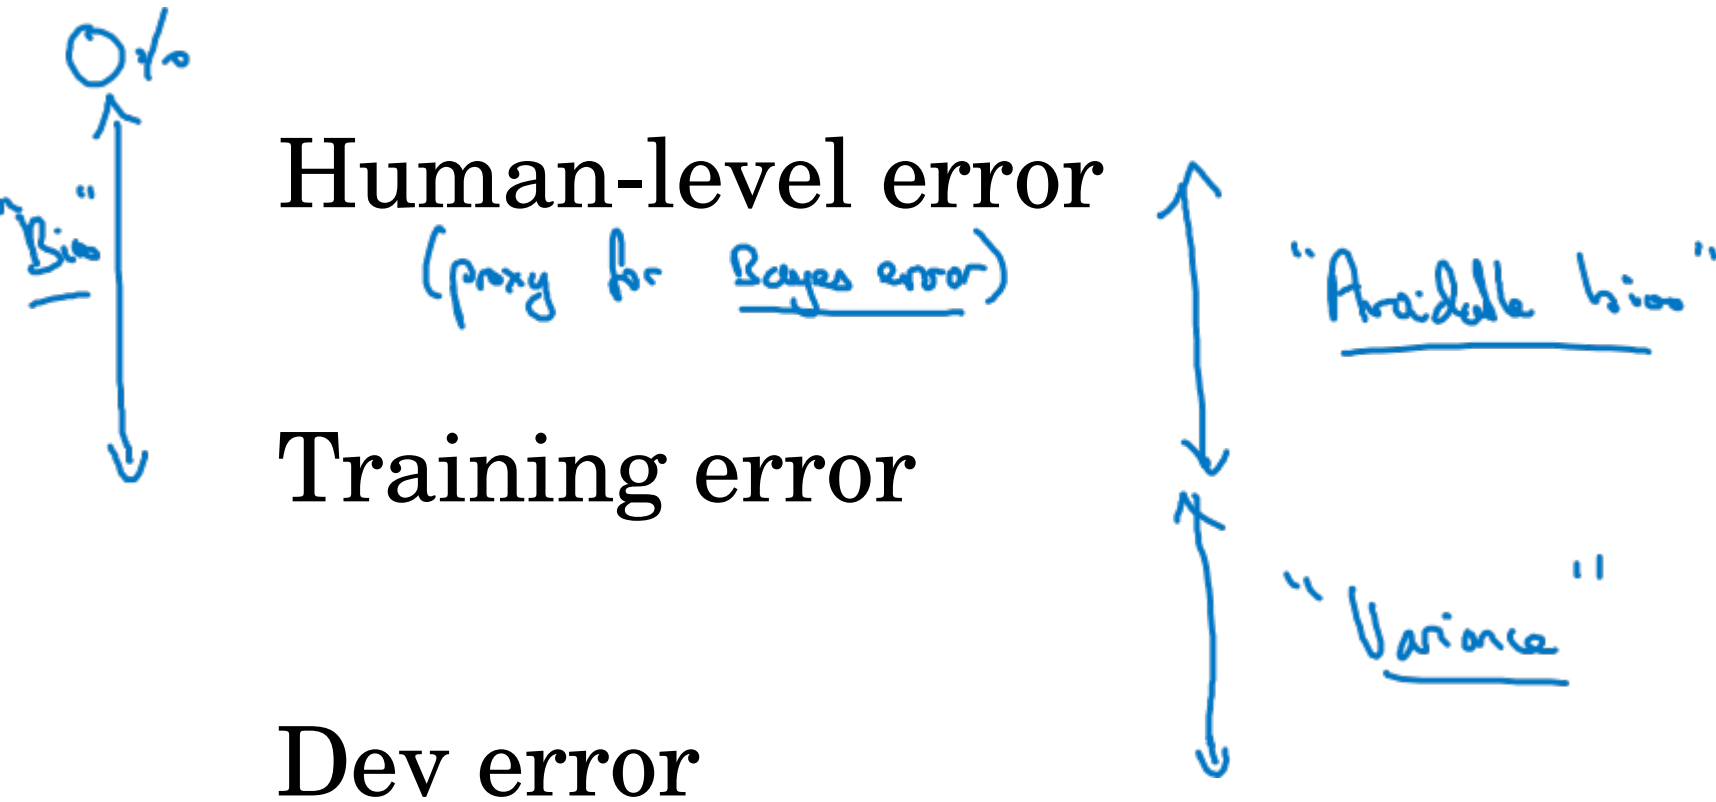 0%
Human-level error
"Bias"
(proxy for Bayes error)
"Avoidable bias"
Training error
"Variance"
Dev error